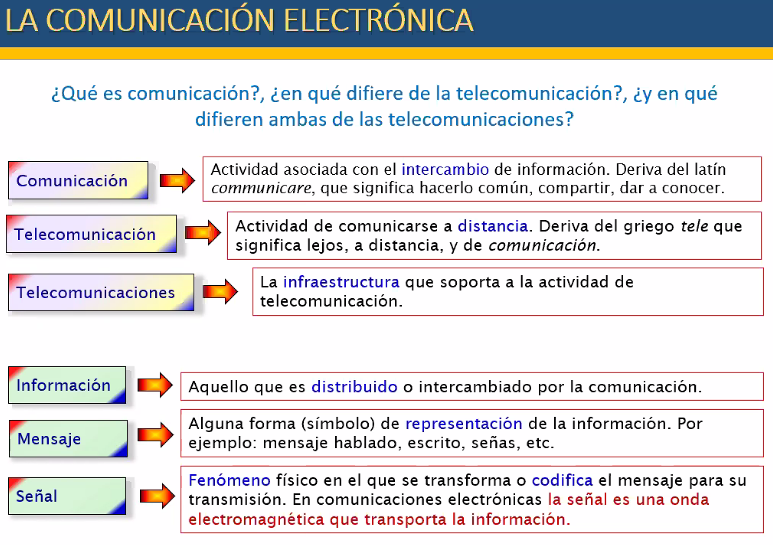 LA COMUNICACIÓN ELECTRÓNICA
¿Qué es comunicación?, ¿en qué difiere de la telecomunicación?, ¿y en qué
difieren ambas de las telecomunicaciones?
Comunicación
Actividad asociada con el intercambio de información. Deriva del latín
communicare, que significa hacerlo común, compartir, dar a conocer.
Telecomunicación
Actividad de comunicarse a distancia. Deriva del griego tele que
significa lejos, a distancia, y de comunicación.
Telecomunicaciones
La infraestructura que soporta a la actividad de
telecomunicación.
Información
Aquello que es distribuido o intercambiado por la comunicación.
Mensaje
Alguna forma (símbolo) de representación de la información. Por
ejemplo: mensaje hablado, escrito, señas, etc.
Señal
Fenómeno físico en el que se transforma o codifica el mensaje para su
transmisión. En comunicaciones electrónicas la señal es una onda
electromagnética que transporta la información.